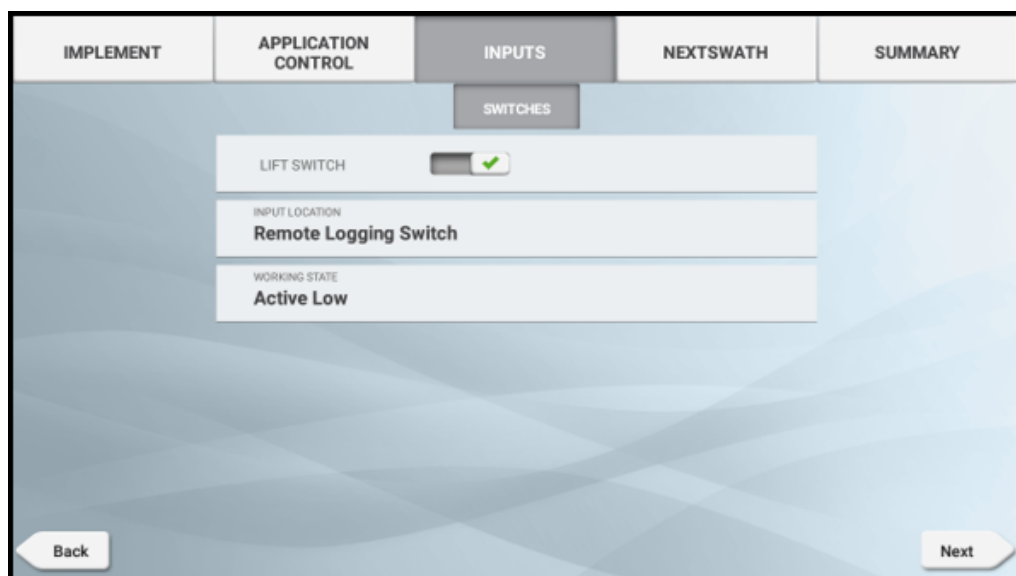 IMPLEMENT
APPLICATION
CONTROL
INPUTS
NEXTSWATH
SUMMARY
SWITCHES
LIFT SWITCH
INPUT LOCATION
Remote Logging Switch
WORKING STATE
Active Low
Back
Next